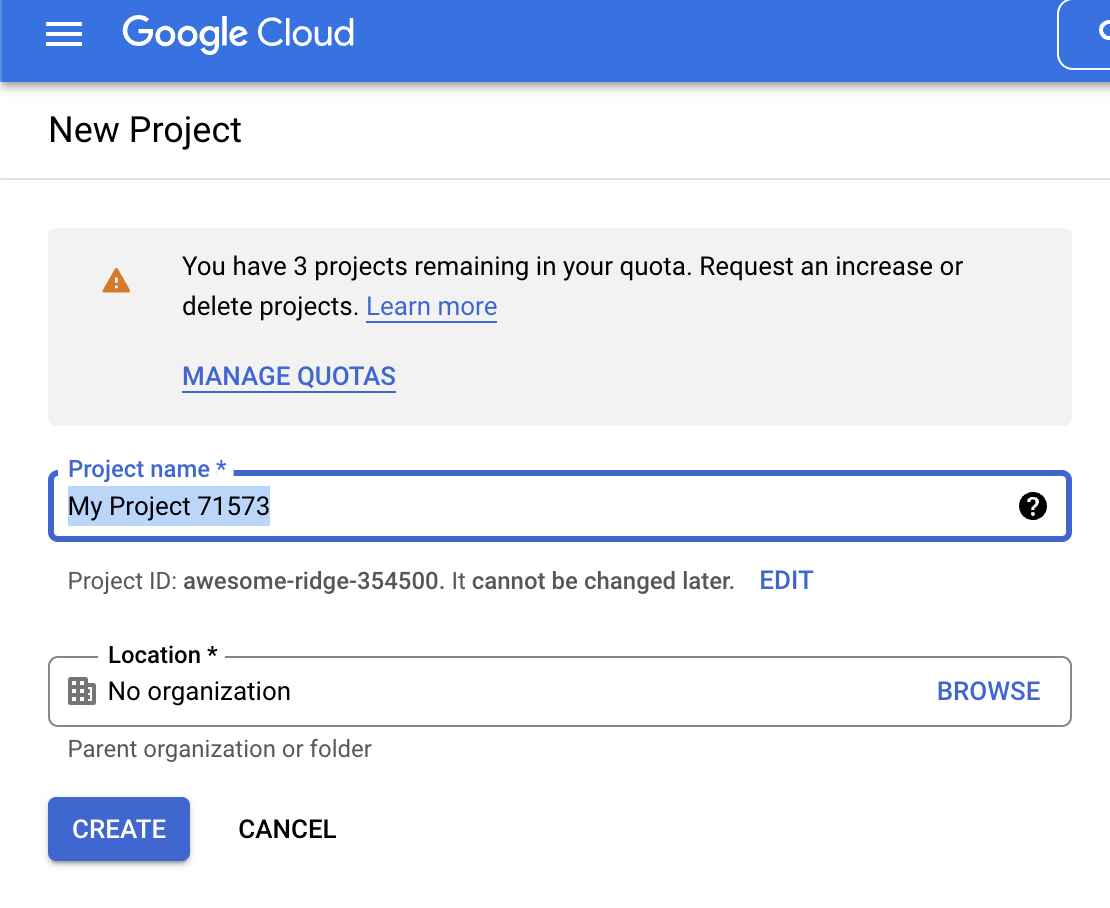 Google Cloud
New Project
You have 3 projects remaining in your quota. Request an increase or
delete projects. Learn more
MANAGE QUOTAS
Project name *
My Project 71573
Project ID: awesome-ridge-354500. It cannot be changed later. EDIT
Location *
No organization BROWSE
Parent organization or folder
CREATE CANCEL